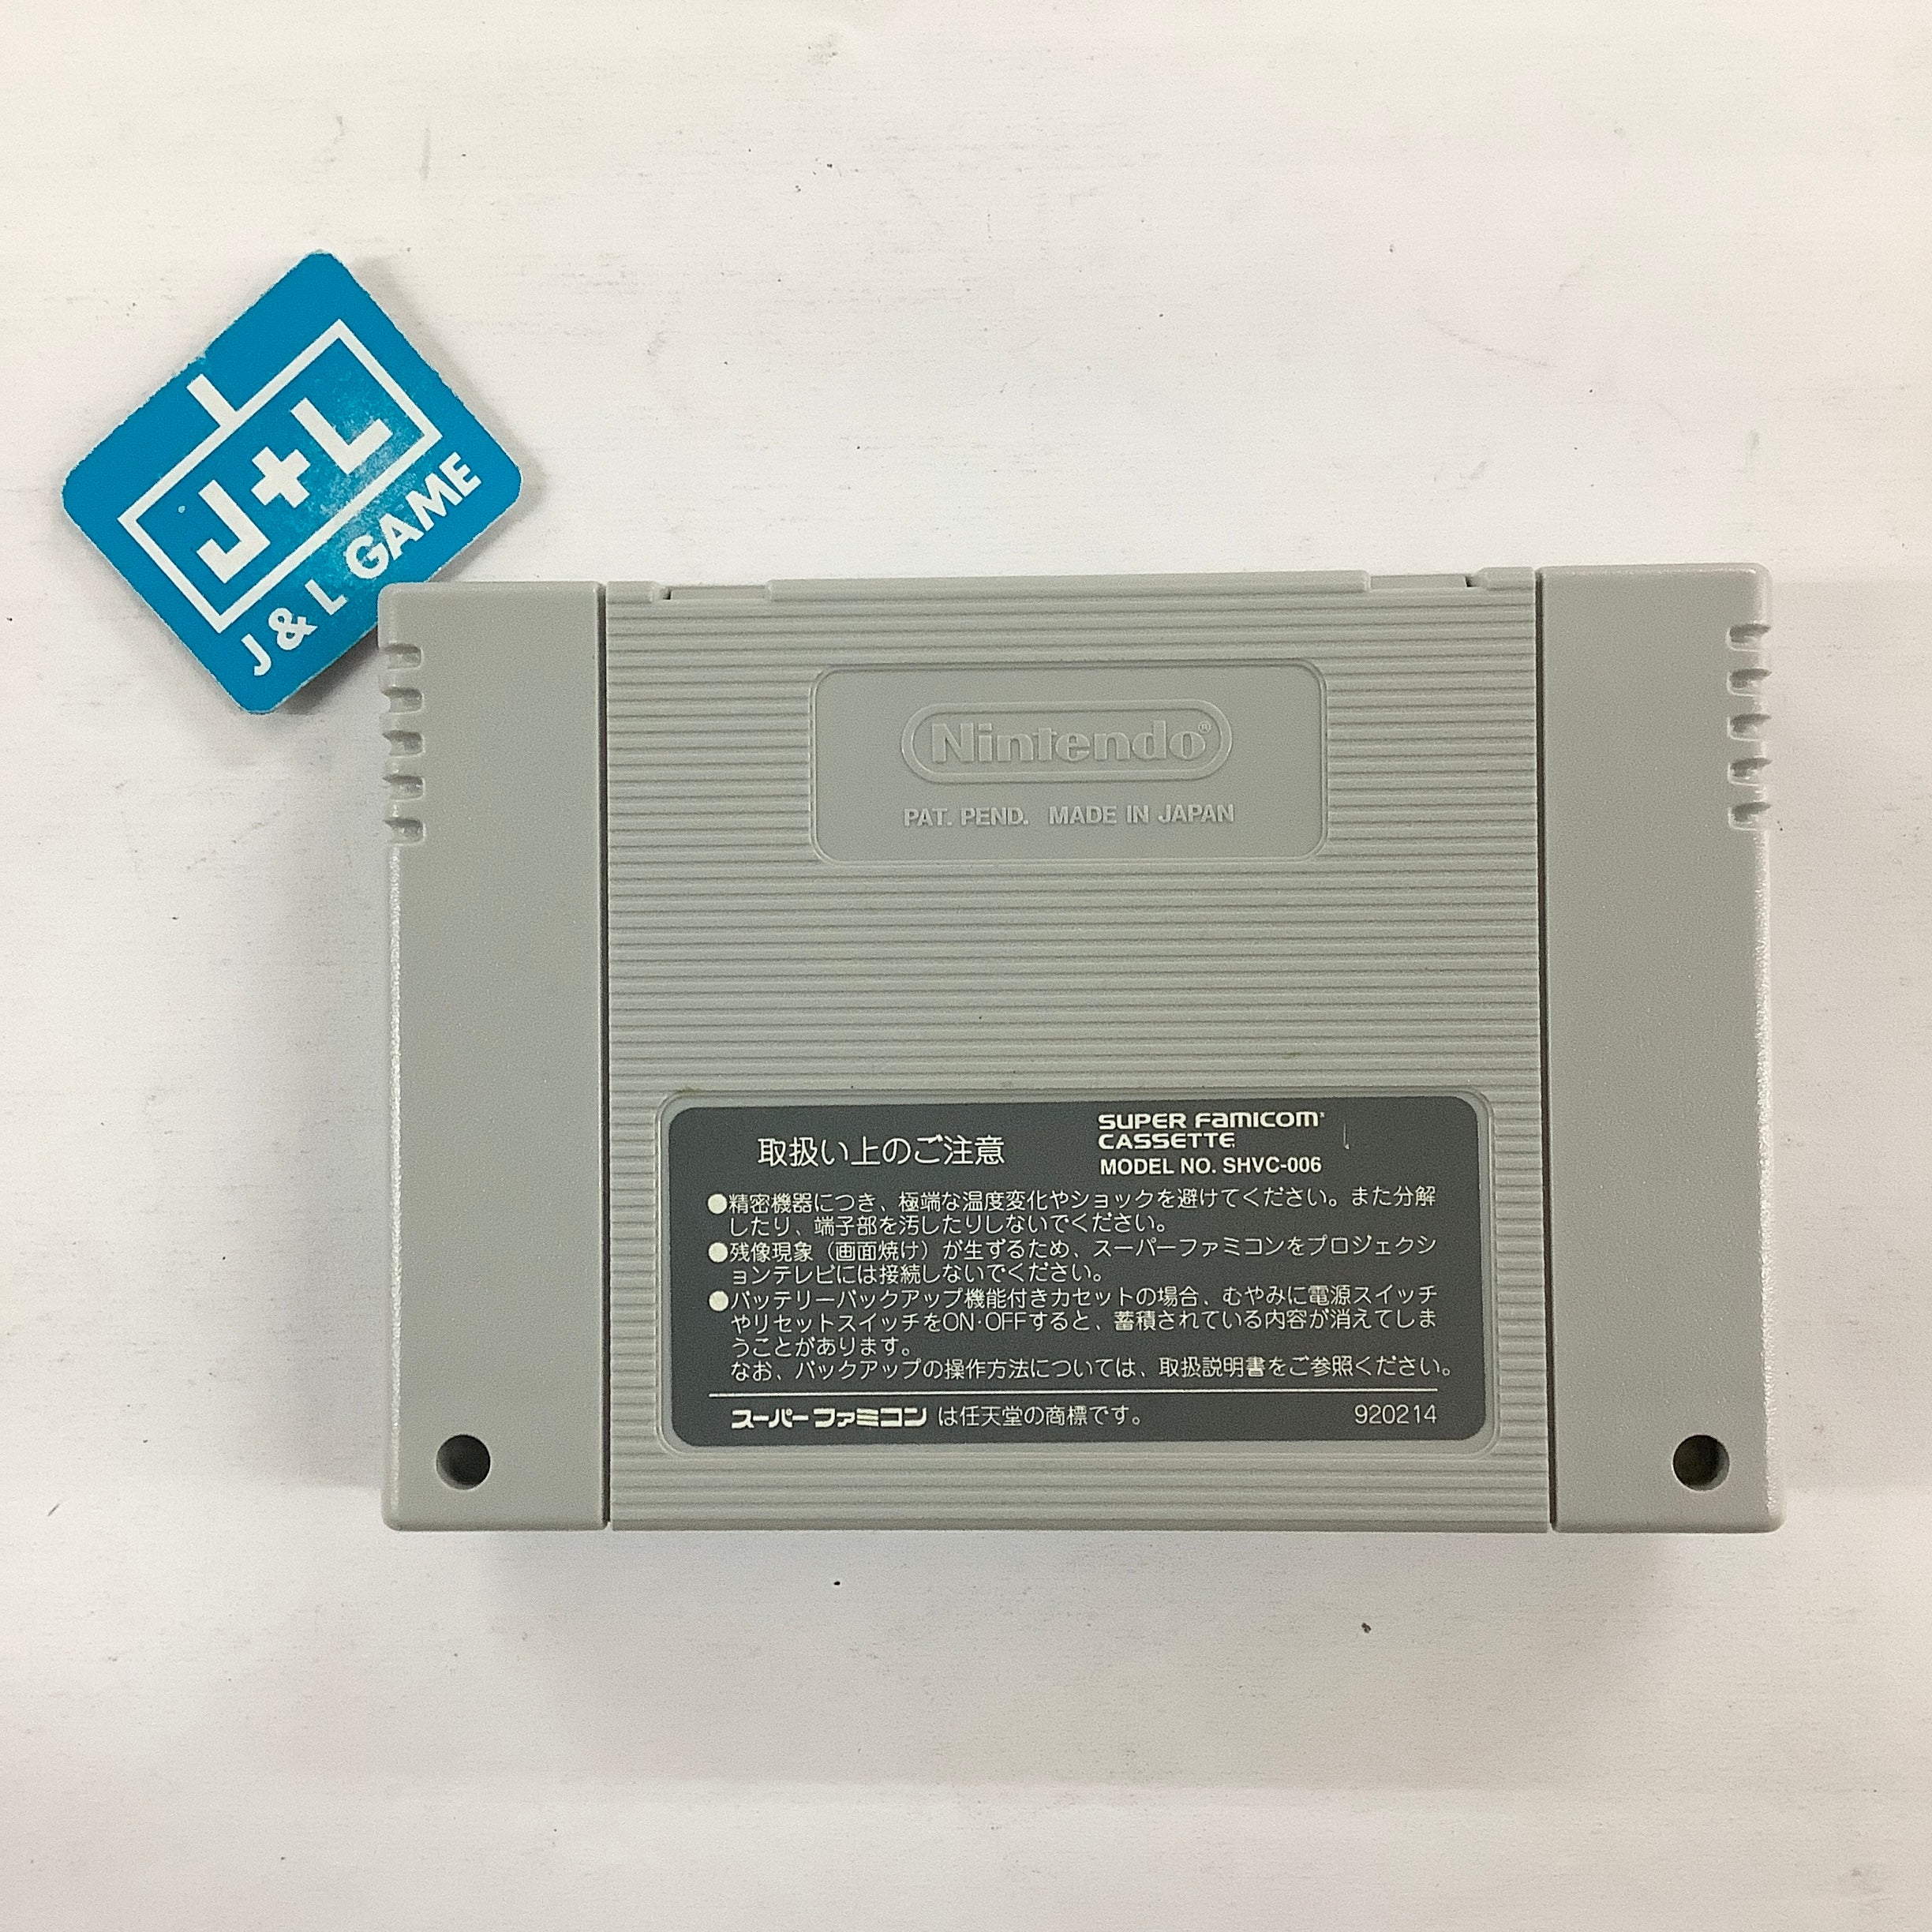 J+L
J & L GAME
Nintendo®
PAT. PEND. MADE IN JAPAN
取扱い上のご注意
SUPER FAMICOM
CASSETTE
MODEL NO. SHVC-006
●精密機器につき、極端な温度変化やショックを避けてください。また分解
したり、端子部を汚したりしないでください。
●残像現象（画面焼け）が生ずるため、スーパーファミコンをプロジェクシ
ョンテレビには接続しないでください。
●バッテリーバックアップ機能付きカセットの場合、むやみに電源スイッチ
やリセットスイッチをON·OFFすると、蓄積されている内容が消えてしま
うことがあります。
なお、バックアップの操作方法については、取扱説明書をご参照ください。
スーパーファミコン は任天堂の商標です。
920214